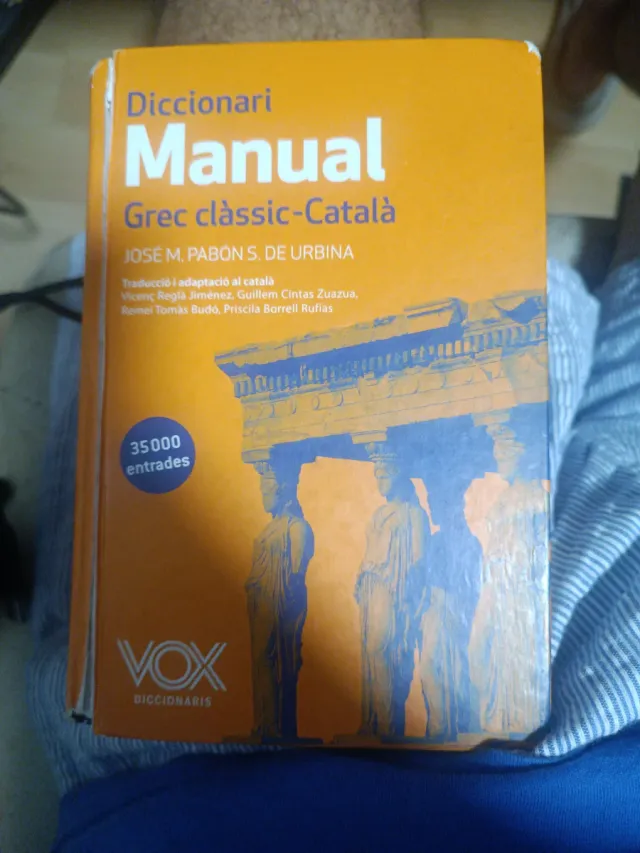 Diccionari
Manual
Grec clàssic-Català
JOSÉ M. PABÓN S. DE URBINA
Traducció i adaptació al català
Vicenç Reglà Jiménez, Guillem Cintas Zuazua,
Remei Tomàs Budó, Priscila Borrell Rufias
35000
entrades
VOX
DICCIONARIS